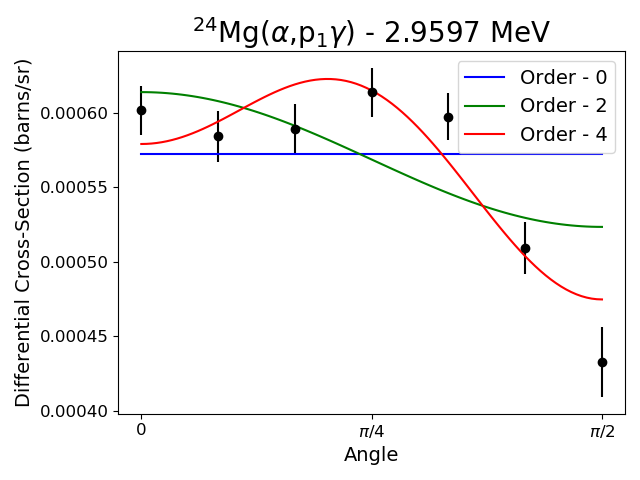 ²⁴Mg(α,p₁γ) - 2.9597 MeV
Differential Cross-Section (barns/sr)
0.00060
0.00055
0.00050
0.00045
0.00040
Order - 0
Order - 2
Order - 4
0
π/4
π/2
Angle